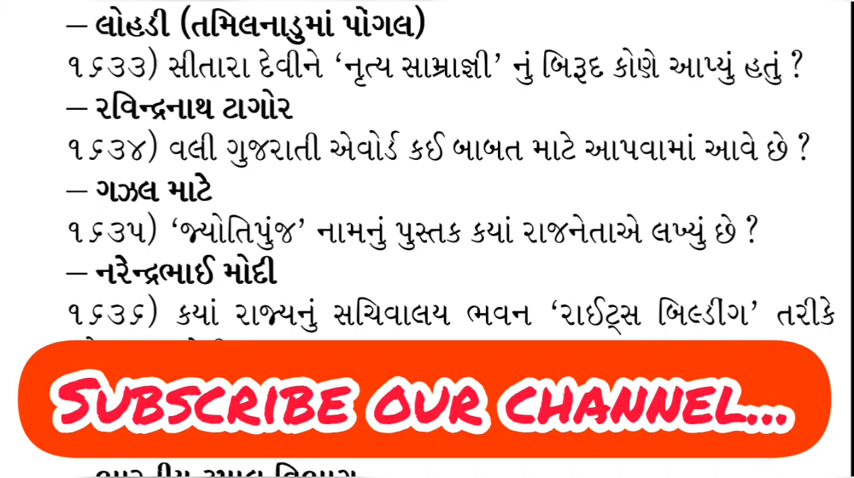 – લોહડી (તમિલનાડુમાં પોંગલ)
૧૬૩૩) સીતારા દેવીને ‘નૃત્ય સામ્રાજ્ઞી’ નું બિરૂદ કોણે આપ્યું હતું ?
– રવિન્દ્રનાથ ટાગોર
૧૬૩૪) વલી ગુજરાતી એવોર્ડ કઈ બાબત માટે આપવામાં આવે છે ?
– ગઝલ માટે
૧૬૩૫) ‘જ્યોતિપુંજ’ નામનું પુસ્તક કયાં રાજનેતાએ લખ્યું છે ?
– નરેન્દ્રભાઈ મોદી
૧૬૩૬) કયાં રાજ્યનું સચિવાલય ભવન ‘રાઈટ્સ બિલ્ડીંગ’ તરીકે
SUBSCRIBE OUR CHANNEL...